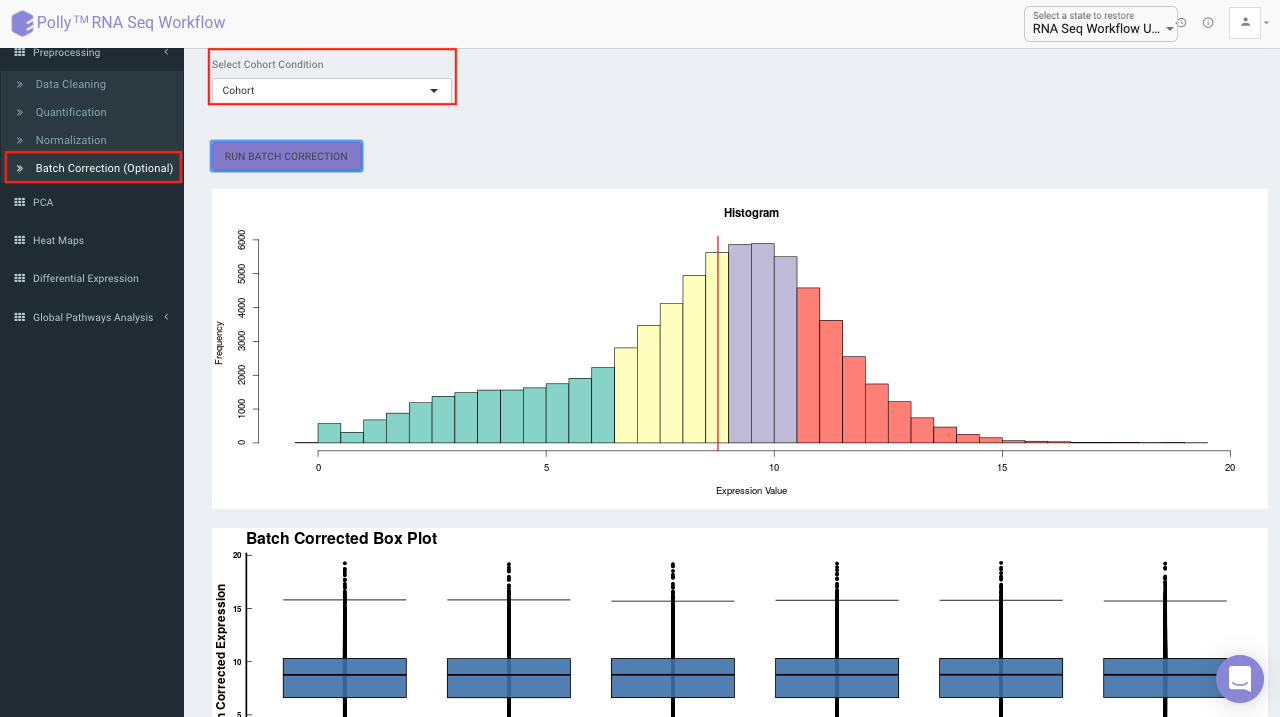 Polly™RNA Seq Workflow
Select a state to restore
RNA Seq Workflow U...
Preprocessing
Data Cleaning
Quantification
Normalization
Batch Correction (Optional)
PCA
Heat Maps
Differential Expression
Global Pathways Analysis
Select Cohort Condition
Cohort
RUN BATCH CORRECTION
Histogram
Frequency
6000
5000
4000
3000
2000
1000
0
0 5 10 15 20
Expression Value
Batch Corrected Box Plot
Corrected Expression
20
15
10
5